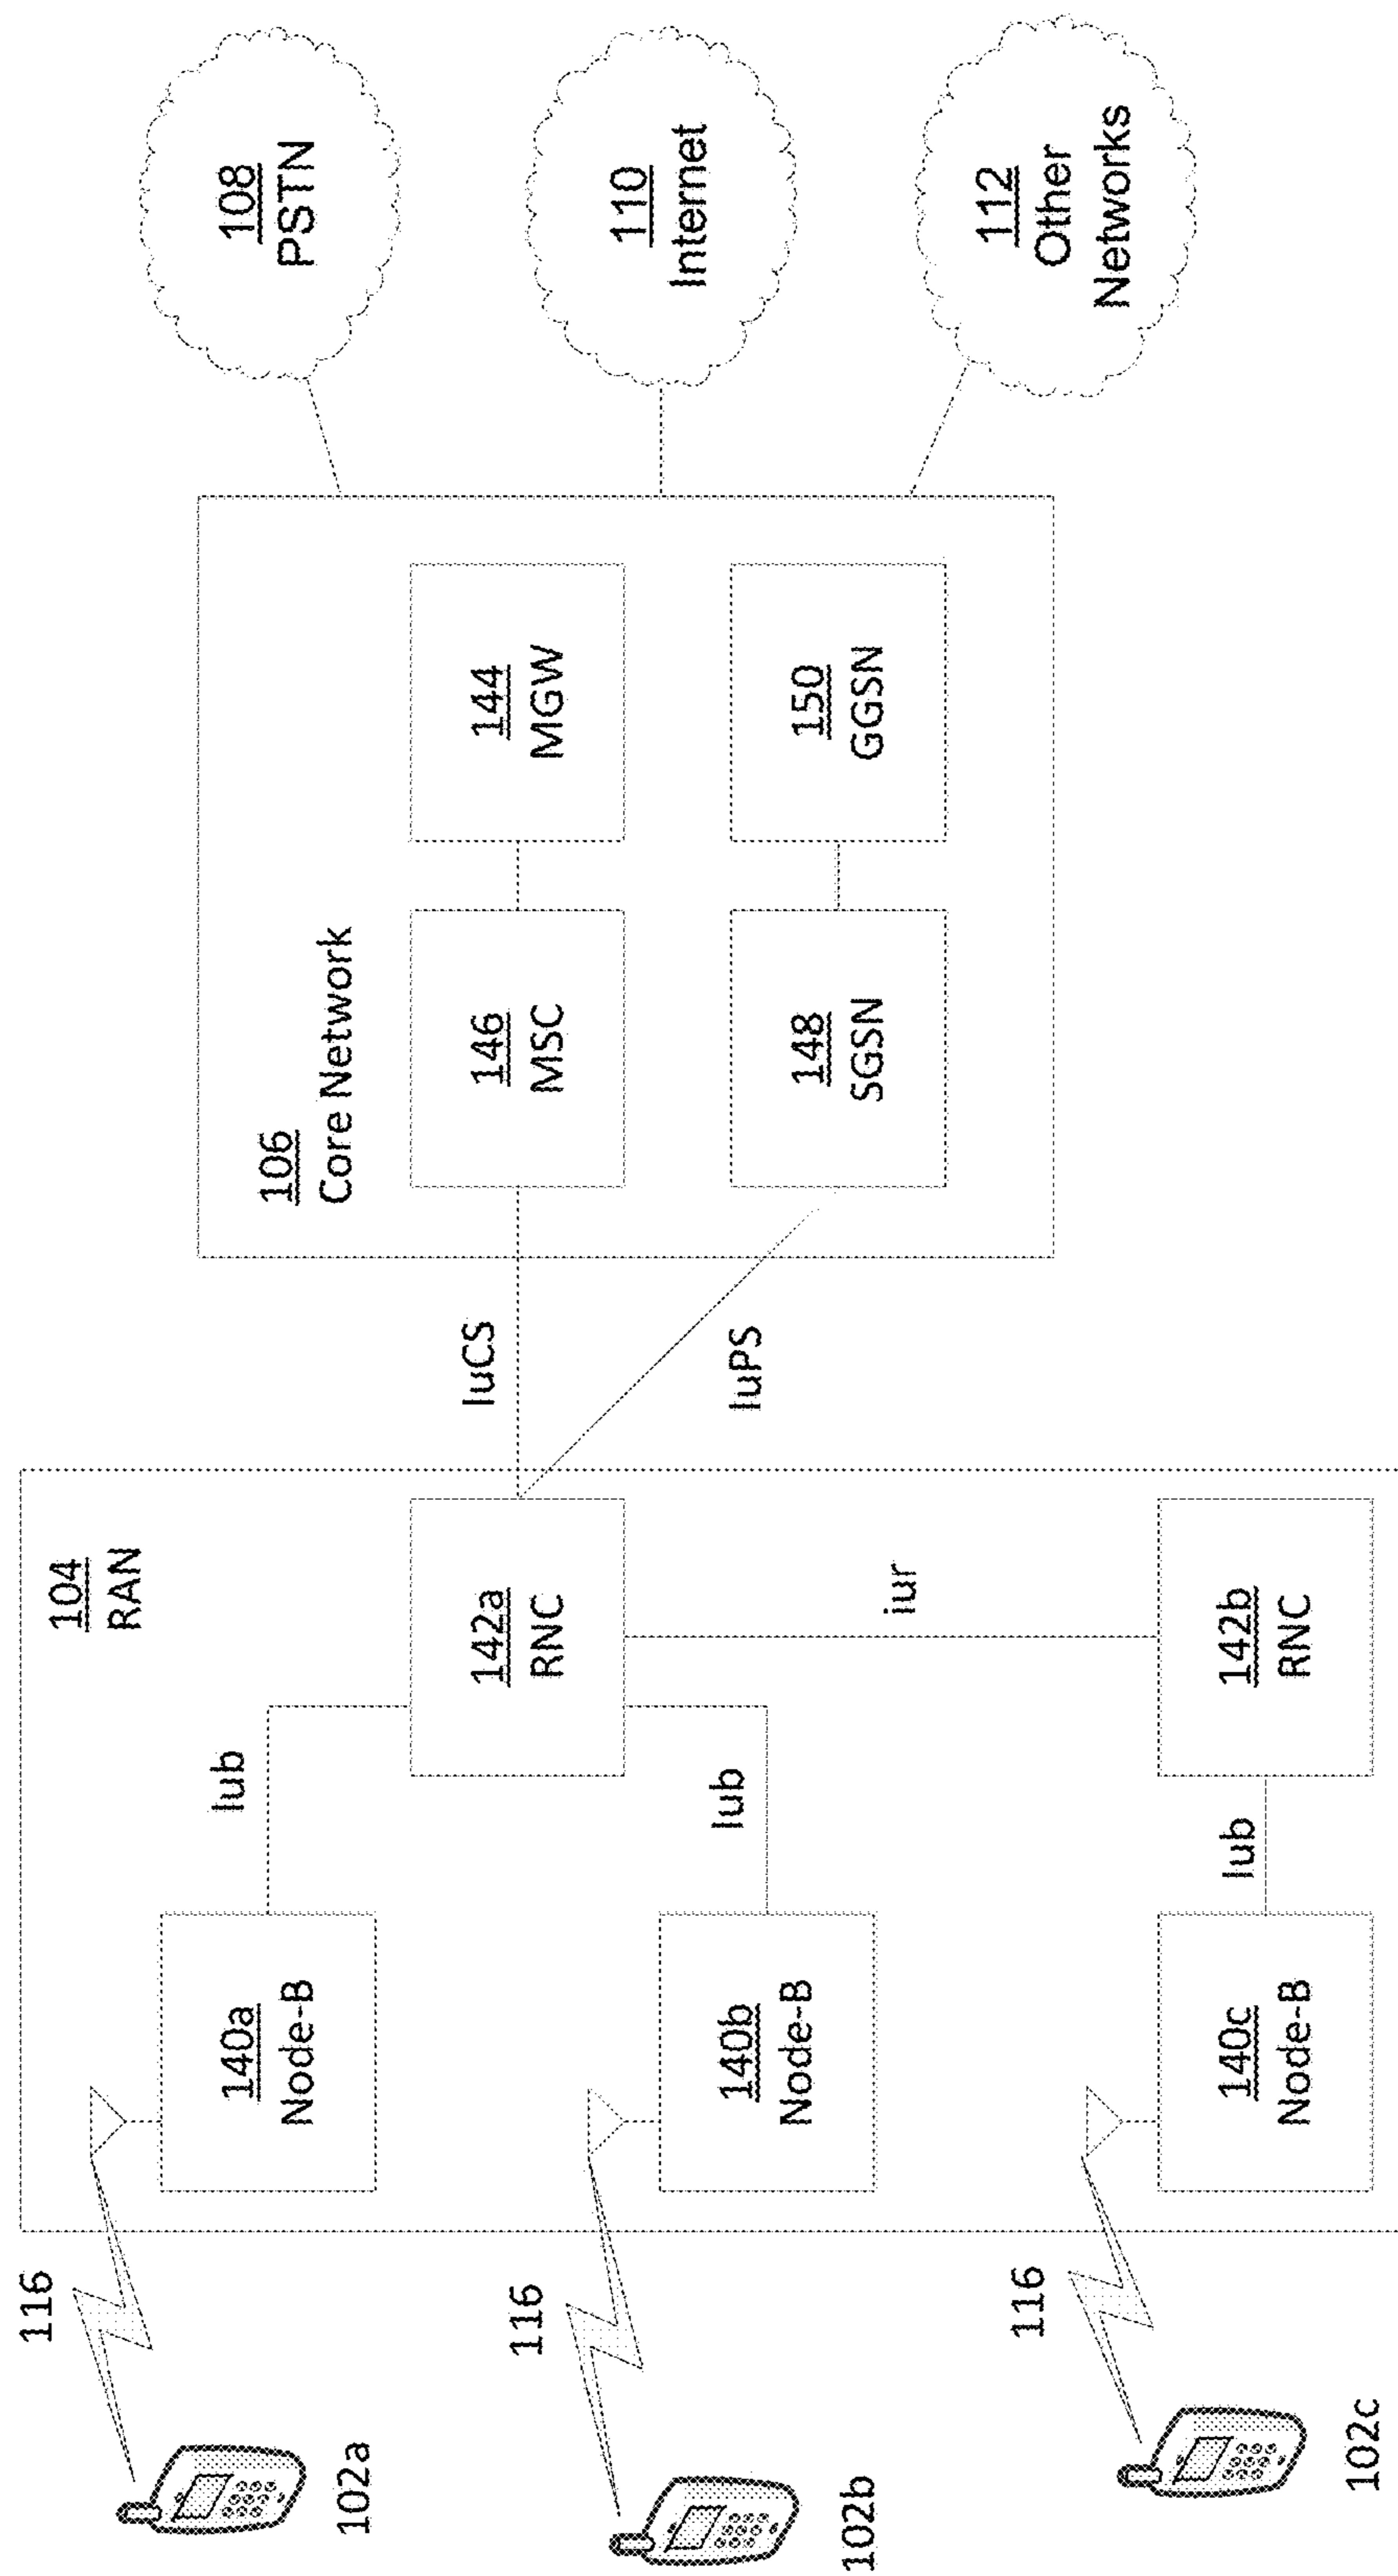 116
102a
116
102b
116
102c
104
RAN
140a
Node-B
140b
Node-B
140c
Node-B
Iub
Iub
Iub
142a
RNC
iur
142b
RNC
IuCS
IuPS
106
Core Network
146
MSC
144
MGW
148
SGSN
150
GGSN
108
PSTN
110
Internet
112
Other
Networks